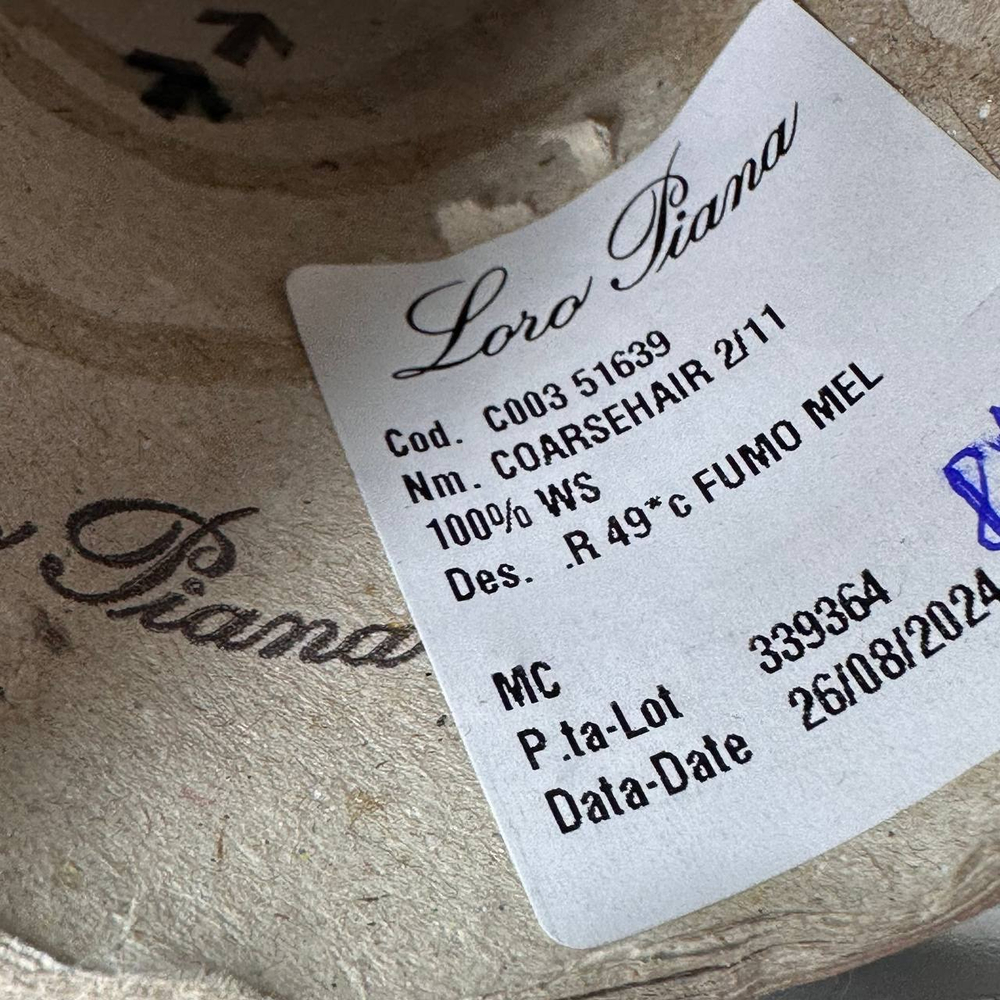 Loro Piana
Cod. C003 51639
Nm. COARSEHAIR 2/11
100% WS
Des. .R 49*c FUMO MEL
MC
P.ta-Lot 339364
Data-Date 26/08/2024
Piana